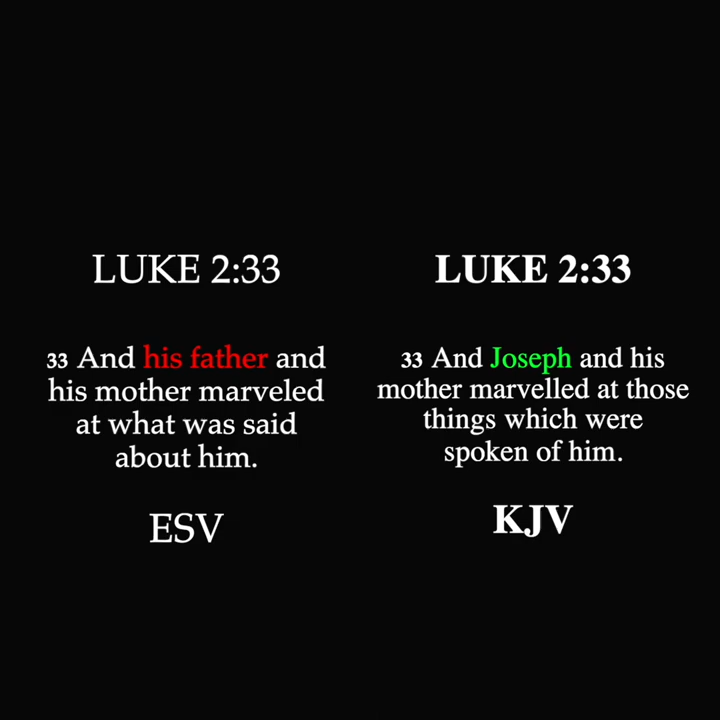 LUKE 2:33
33 And his father and
his mother marveled
at what was said
about him.
ESV
LUKE 2:33
33 And Joseph and his
mother marvelled at those
things which were
spoken of him.
KJV